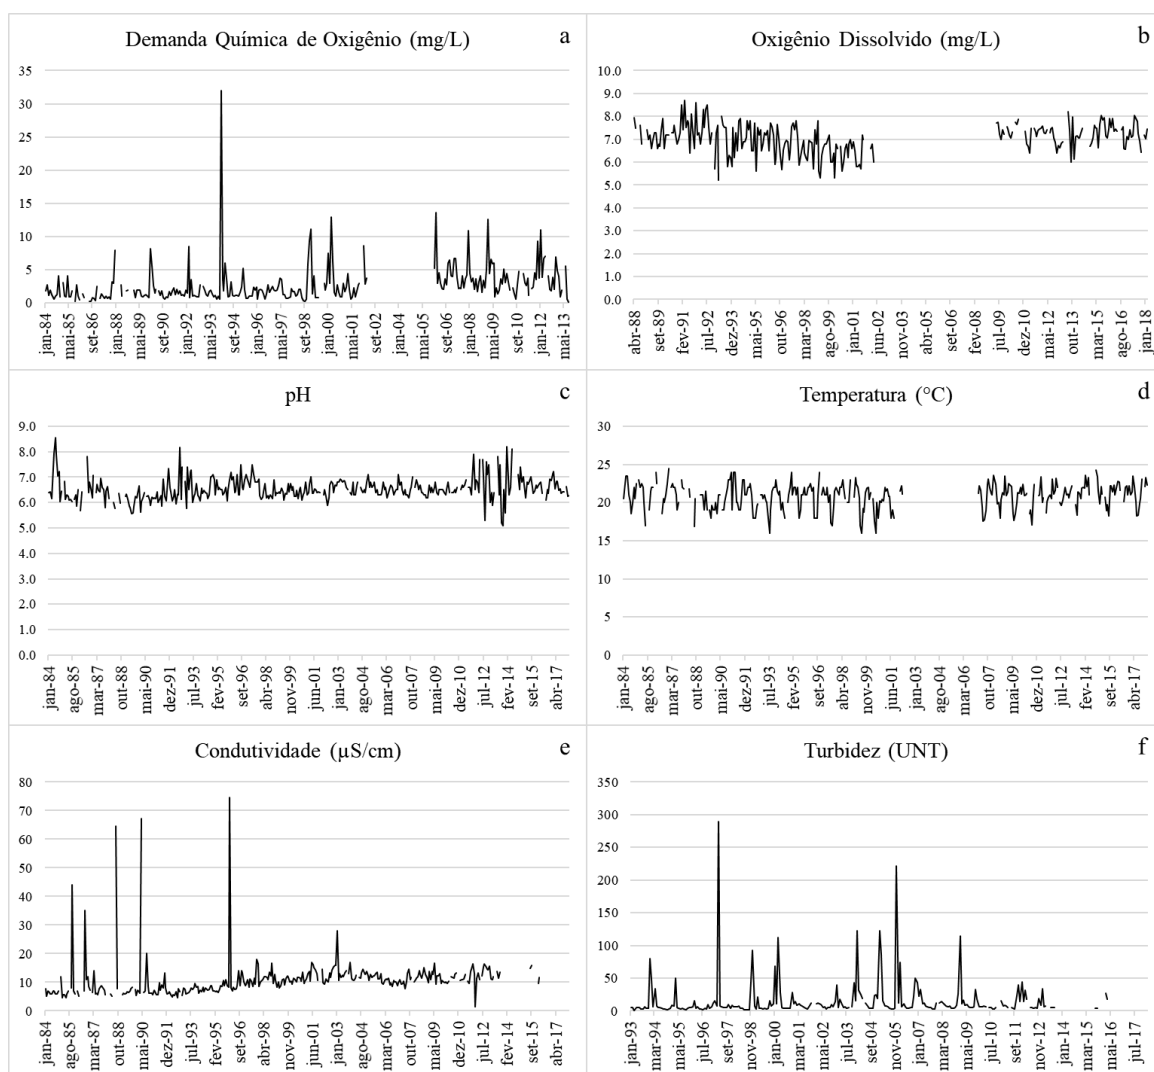 Demanda Química de Oxigênio (mg/L) a
35
30
25
20
15
10
5
0
jan-84
mai-85
set-86
jan-88
mai-89
set-90
jan-92
mai-93
set-94
jan-96
mai-97
set-98
jan-00
mai-01
set-02
jan-04
mai-05
set-06
jan-08
mai-09
set-10
jan-12
mai-13
Oxigênio Dissolvido (mg/L) b
10.0
9.0
8.0
7.0
6.0
5.0
4.0
3.0
2.0
1.0
0.0
abr-88
set-89
fev-91
jul-92
dez-93
mai-95
out-96
mar-98
ago-99
jan-01
jun-02
nov-03
abr-05
set-06
fev-08
jul-09
dez-10
mai-12
out-13
mar-15
ago-16
jan-18
pH c
9.0
8.0
7.0
6.0
5.0
4.0
3.0
2.0
1.0
0.0
jan-84
ago-85
mar-87
out-88
mai-90
dez-91
jul-93
fev-95
set-96
abr-98
nov-99
jun-01
jan-03
ago-04
mar-06
out-07
mai-09
dez-10
jul-12
fev-14
set-15
abr-17
Temperatura (°C) d
30
25
20
15
10
5
0
jan-84
ago-85
mar-87
out-88
mai-90
dez-91
jul-93
fev-95
set-96
abr-98
nov-99
jun-01
jan-03
ago-04
mar-06
out-07
mai-09
dez-10
jul-12
fev-14
set-15
abr-17
Condutividade (µS/cm) e
80
70
60
50
40
30
20
10
0
jan-84
ago-85
mar-87
out-88
mai-90
dez-91
jul-93
fev-95
set-96
abr-98
nov-99
jun-01
jan-03
ago-04
mar-06
out-07
mai-09
dez-10
jul-12
fev-14
set-15
abr-17
Turbidez (UNT) f
350
300
250
200
150
100
50
0
jan-93
mar-94
mai-95
jul-96
set-97
nov-98
jan-00
mar-01
mai-02
jul-03
set-04
nov-05
jan-07
mar-08
mai-09
jul-10
set-11
nov-12
jan-14
mar-15
mai-16
jul-17